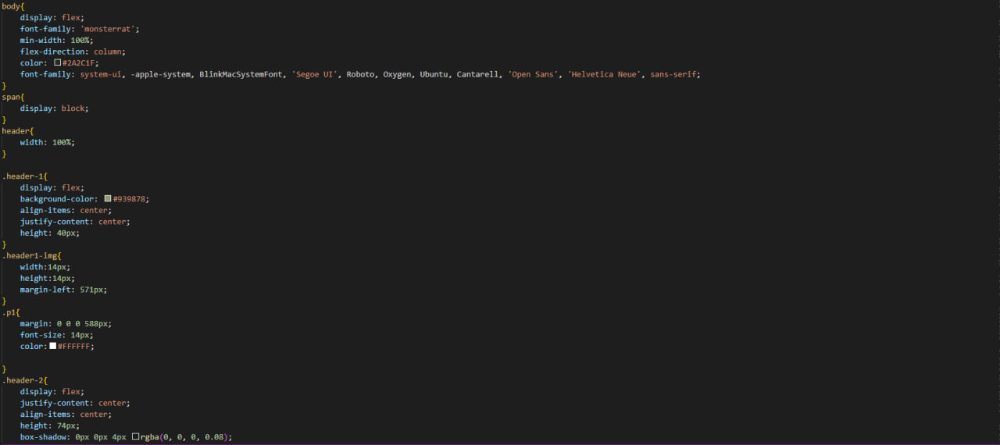 body{
    display: flex;
    font-family: 'monsterrat';
    min-width: 100%;
    flex-direction: column;
    color: #2A2C1F;
    font-family: system-ui, -apple-system, BlinkMacSystemFont, 'Segoe UI', Roboto, Oxygen, Ubuntu, Cantarell, 'Open Sans', 'Helvetica Neue', sans-serif;
}
span{
    display: block;
}
header{
    width: 100%;
}

.header-1{
    display: flex;
    background-color: #939878;
    align-items: center;
    justify-content: center;
    height: 40px;
}
.header1-img{
    width:14px;
    height:14px;
    margin-left: 571px;
}
.p1{
    margin: 0 0 0 588px;
    font-size: 14px;
    color:#FFFFFF;

}
.header-2{
    display: flex;
    justify-content: center;
    align-items: center;
    height: 74px;
    box-shadow: 0px 0px 4px rgba(0, 0, 0, 0.08);